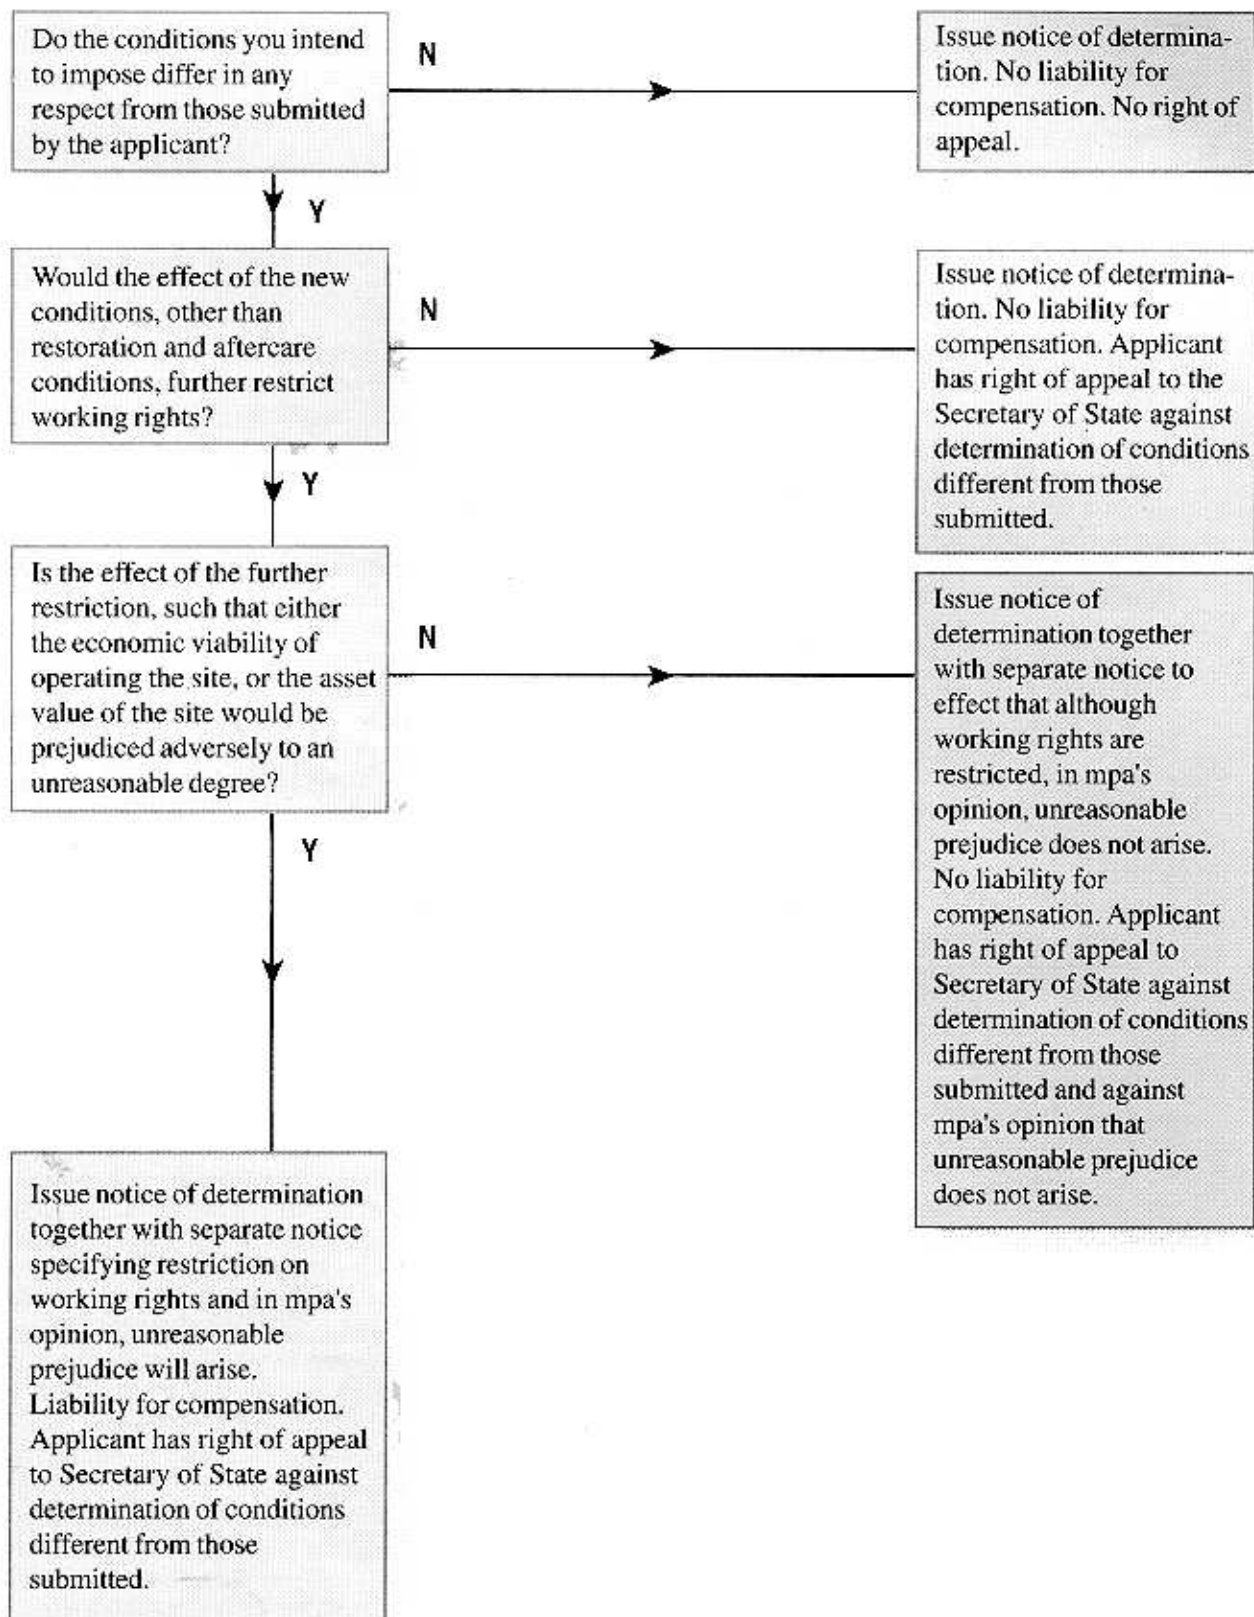 Do the conditions you intend
to impose differ in any
respect from those submitted
by the applicant?
N
Issue notice of determina-
tion. No liability for
compensation. No right of
appeal.
Y
Would the effect of the new
conditions, other than
restoration and aftercare
conditions, further restrict
working rights?
N
Issue notice of determina-
tion. No liability for
compensation. Applicant
has right of appeal to the
Secretary of State against
determination of conditions
different from those
submitted.
Y
Is the effect of the further
restriction, such that either
the economic viability of
operating the site, or the asset
value of the site would be
prejudiced adversely to an
unreasonable degree?
N
Issue notice of
determination together
with separate notice to
effect that although
working rights are
restricted, in mpa's
opinion, unreasonable
prejudice does not arise.
No liability for
compensation. Applicant
has right of appeal to
Secretary of State against
determination of conditions
different from those
submitted and against
mpa's opinion that
unreasonable prejudice
does not arise.
Y
Issue notice of determination
together with separate notice
specifying restriction on
working rights and in mpa's
opinion, unreasonable
prejudice will arise.
Liability for compensation.
Applicant has right of appeal
to Secretary of State against
determination of conditions
different from those
submitted.